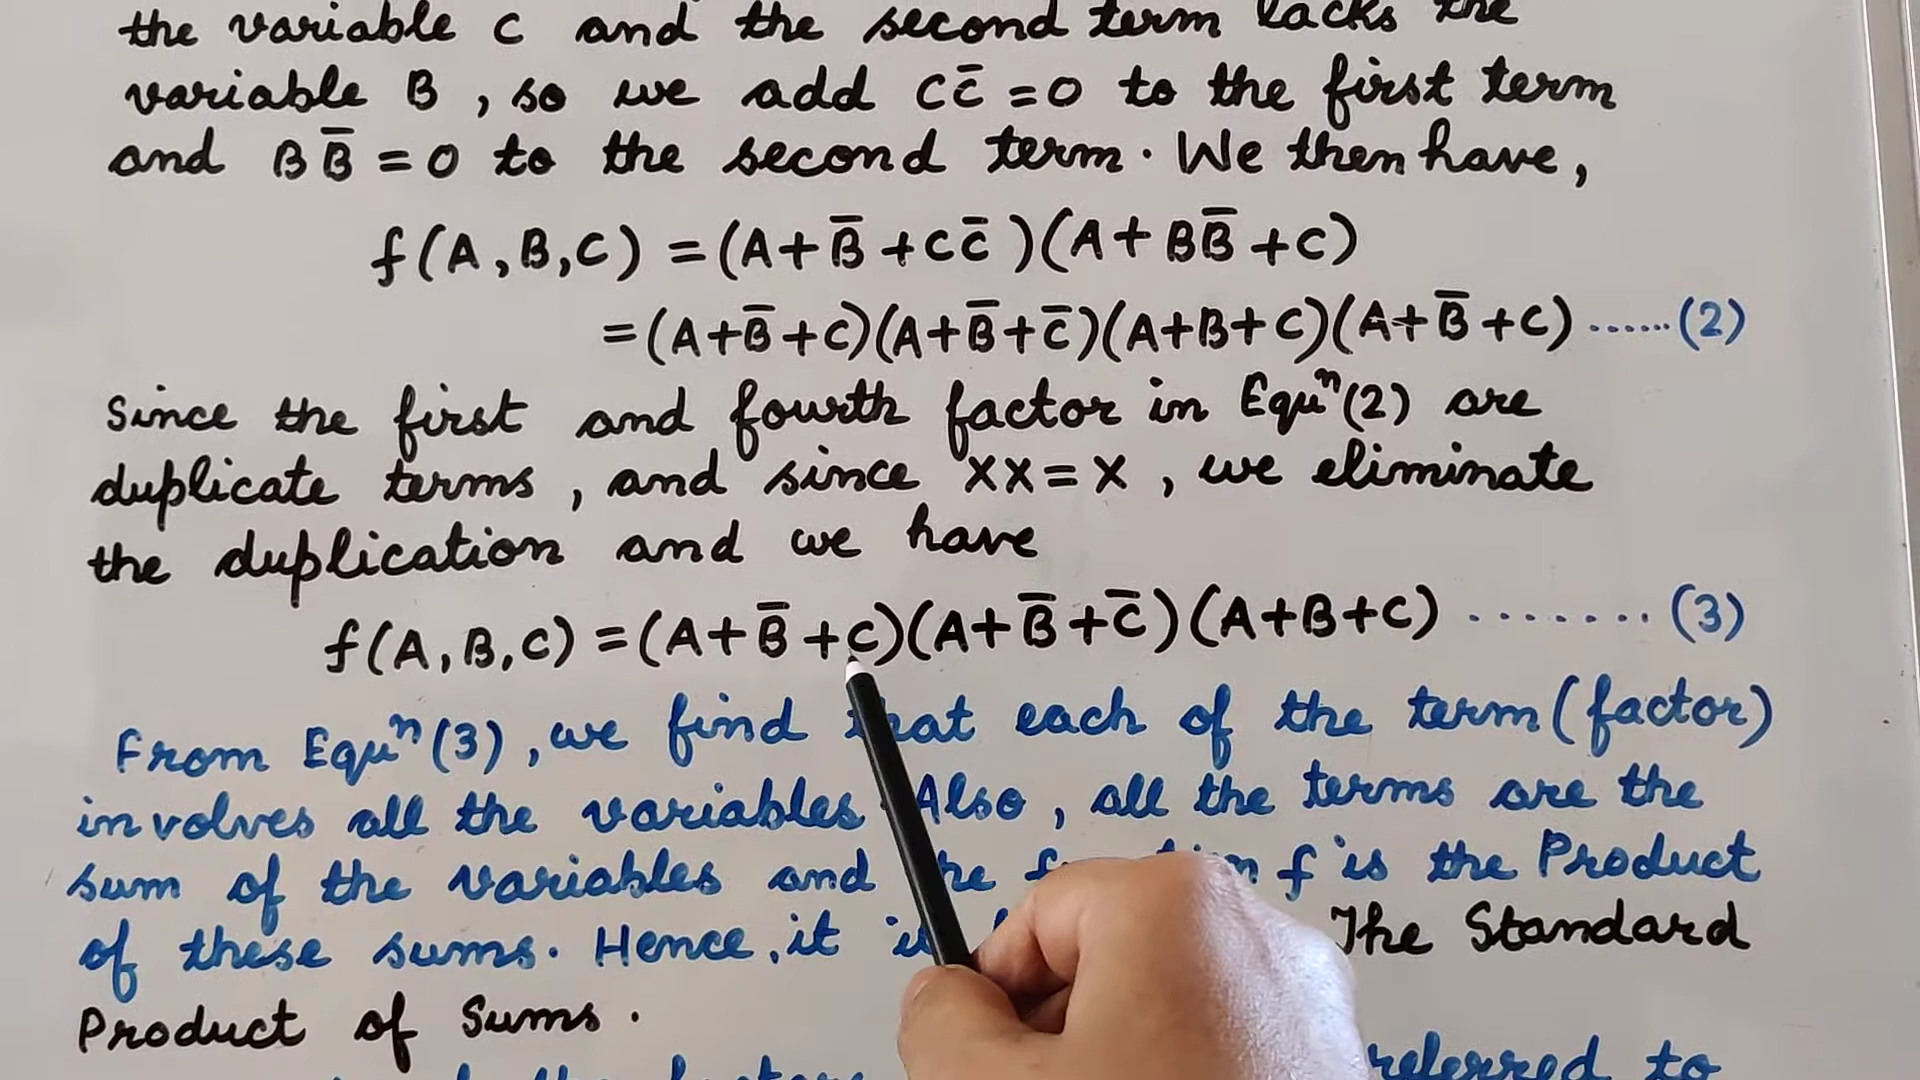 the variable C and the second term lacks the
variable B, so we add CC̅ = 0 to the first term
and BB̅ = 0 to the second term. We then have,
f(A,B,C) = (A+B̅+CC̅)(A+BB̅+C)
=(A+B̅+C)(A+B̅+C̅)(A+B+C)(A+B̅+C) ......(2)
Since the first and fourth factor in Equⁿ(2) are
duplicate terms, and since XX=X, we eliminate
the duplication and we have
f(A,B,C) =(A+B̅+C)(A+B̅+C̅)(A+B+C) ........(3)
From Equⁿ(3), we find that each of the term (factor)
involves all the variables. Also, all the terms are the
sum of the variables and the f is the Product
of these sums. Hence, it The Standard
Product of Sums.
referred to